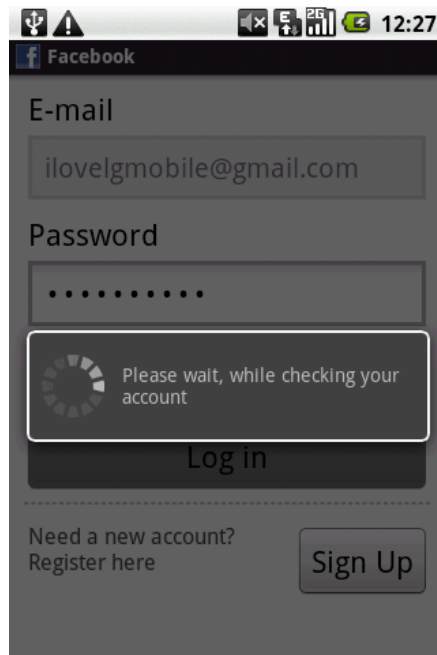 2G
12:27
Facebook
E-mail
ilovelgmobile@gmail.com
Password
Please wait, while checking your
account
Log in
Need a new account?
Register here
Sign Up